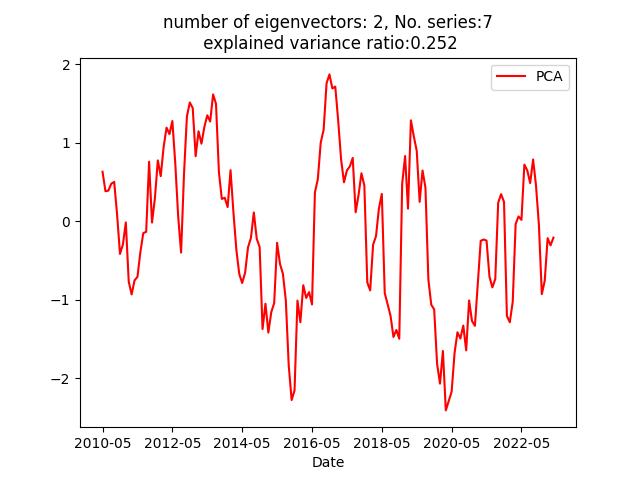 number of eigenvectors: 2, No. series:7
explained variance ratio:0.252
PCA
2
1
0
−1
−2
2010-05 2012-05 2014-05 2016-05 2018-05 2020-05 2022-05
Date